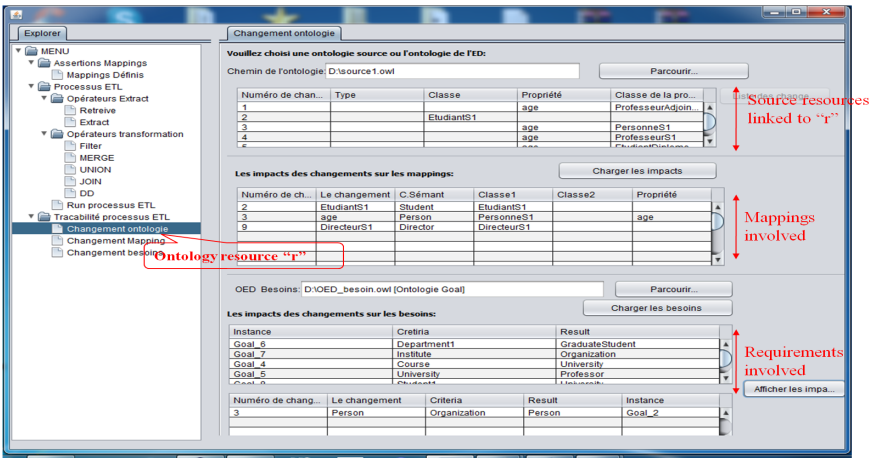 Explorer
MENU
Assertions Mappings
Mappings Définis
Processus ETL
Opérateurs Extract
Retreive
Extract
Opérateurs transformation
Filter
MERGE
UNION
JOIN
DD
Run processus ETL
Tracabilité processus ETL
Changement ontologie
Changement Mapping
Changement besoins
Ontology resource “r”
Changement ontologie
Vouillez choisi une ontologie source ou l'ontologie de l'ED:
Chemin de l'ontologie: D:\source1.owl Parcourir...
Numéro de chan... Type Classe Propriété Classe de la pro...
1 age ProfesseurAdjoin...
2 EtudiantS1
3 age PersonneS1
4 age ProfesseurS1
Source resources
linked to “r”
Les impacts des changements sur les mappings: Charger les impacts
Numéro de ch... Le changement C.Sémant Classe1 Classe2 Propriété
2 EtudiantS1 Student EtudiantS1
3 age Person PersonneS1 age
9 DirecteurS1 Director DirecteurS1
Mappings
involved
OED Besoins: D:\OED_besoin.owl [Ontologie Goal] Parcourir...
Charger les besoins
Les impacts des changements sur les besoins:
Instance Cretiria Result
Goal_6 Department1 GraduateStudent
Goal_7 Institute Organization
Goal_4 Course University
Goal_5 University Professor
Requirements
involved
Afficher les impa...
Numéro de chang... Le changement Criteria Result Instance
3 Person Organization Person Goal_2